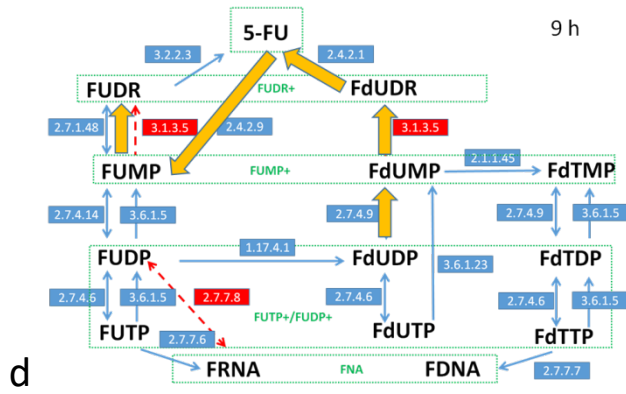 5-FU
9 h
3.2.2.3
2.4.2.1
FUDR
FUDR+
FdUDR
2.7.1.48
3.1.3.5
2.4.2.9
3.1.3.5
2.1.1.45
FUMP
FUMP+
FdUMP
FdTMP
2.7.4.14
3.6.1.5
2.7.4.9
2.7.4.9
3.6.1.5
1.17.4.1
FUDP
FdUDP
3.6.1.23
FdTDP
2.7.4.6
3.6.1.5
2.7.7.8
2.7.4.6
2.7.4.6
3.6.1.5
FUTP+/FUDP+
FUTP
2.7.7.6
FdUTP
FdTTP
FRNA
FNA
FDNA
2.7.7.7
d